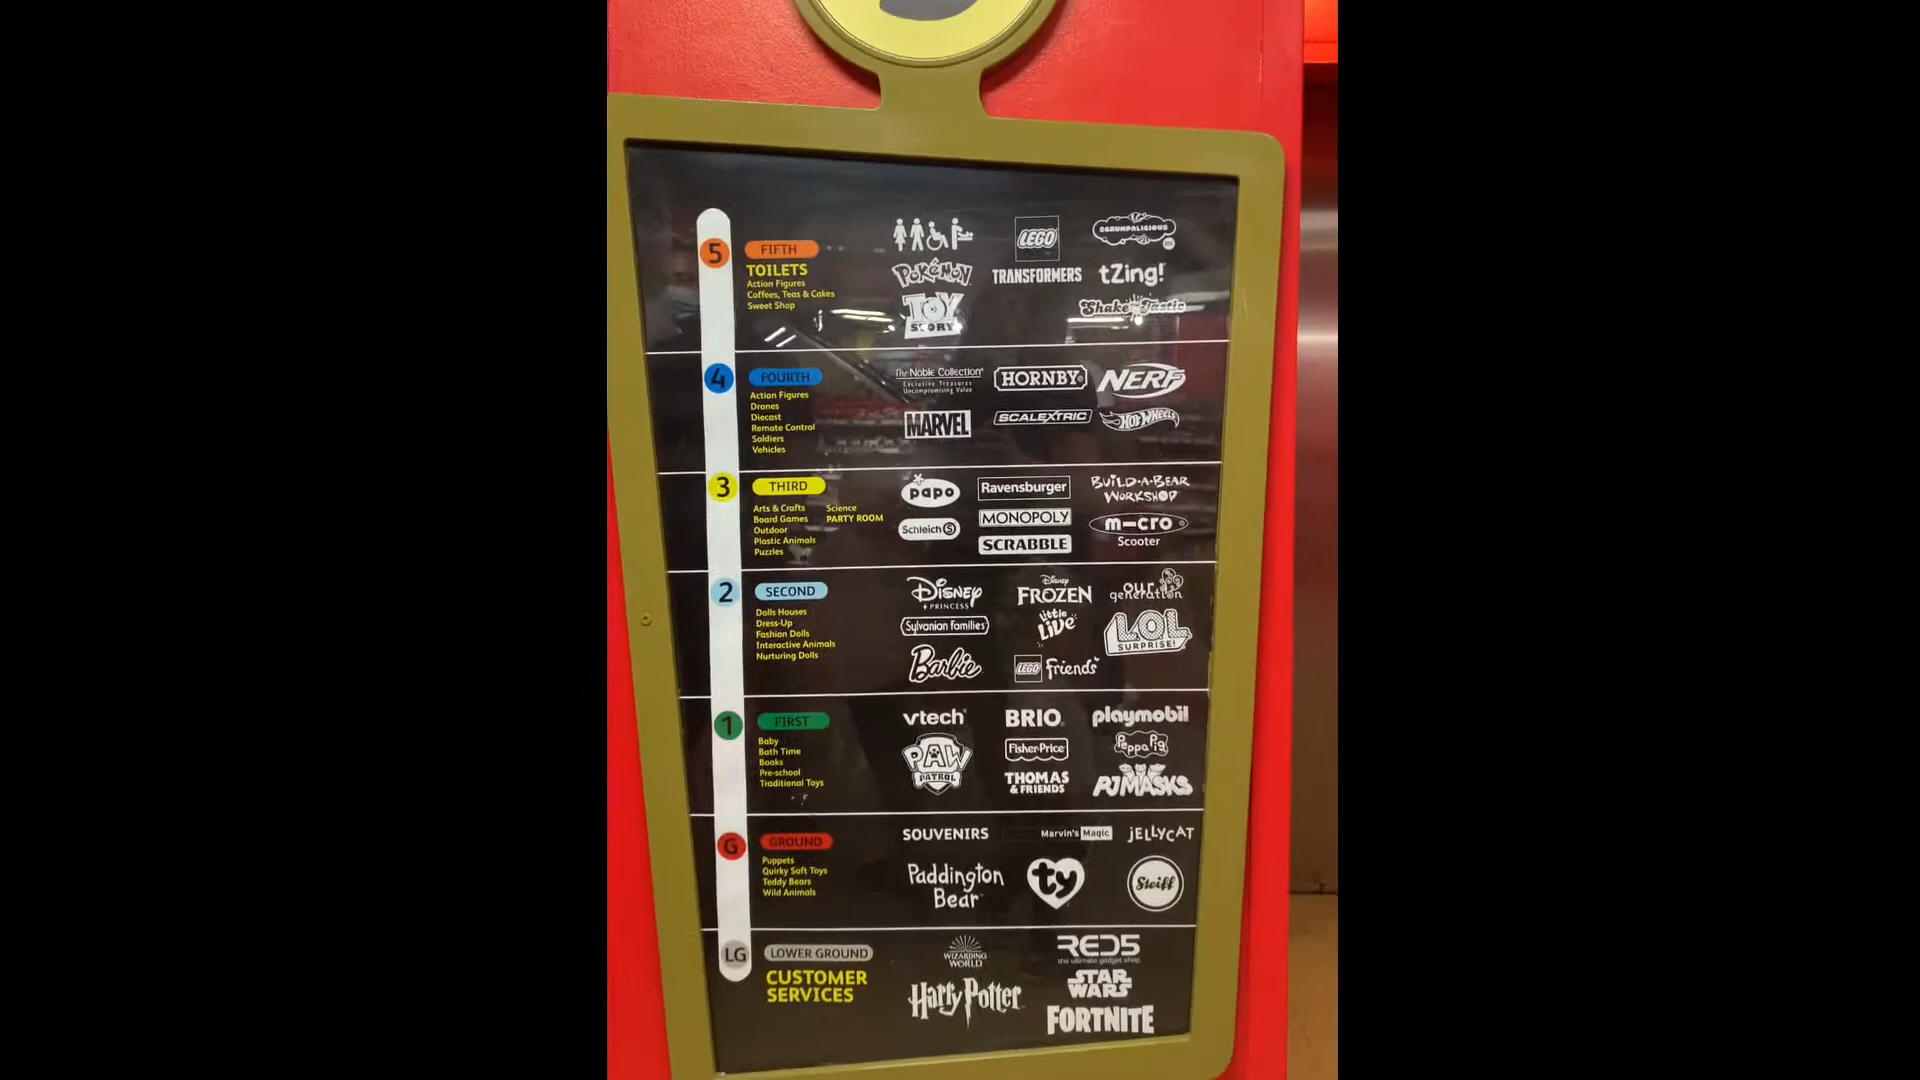 5 FIFTH
TOILETS
Action Figures
Coffees, Teas & Cakes
Sweet Shop
LEGO
SCRUMPALICIOUS
POKÉMON
TRANSFORMERS
tZing!
TOY STORY
Shake Tastic
4 FOURTH
Action Figures
Drones
Diecast
Remote Control
Soldiers
Vehicles
The Noble Collection®
Exclusive Treasures
Uncompromising Value
HORNBY®
NERF
MARVEL
SCALEXTRIC
HOT WHEELS
3 THIRD
Arts & Crafts
Board Games
Outdoor
Plastic Animals
Puzzles
Science
PARTY ROOM
papo
Ravensburger
BUILD-A-BEAR
WORKSHOP
Schleich S
MONOPOLY
SCRABBLE
m-cro
Scooter
2 SECOND
Dolls Houses
Dress-Up
Fashion Dolls
Interactive Animals
Nurturing Dolls
Disney
PRINCESS
Disney
FROZEN
our generation
Sylvanian families
Little Live
L.O.L.
SURPRISE!
Barbie
LEGO friends
1 FIRST
Baby
Bath Time
Books
Pre-school
Traditional Toys
vtech®
BRIO®
playmobil
PAW
PATROL
Fisher-Price
Peppa Pig
THOMAS
& FRIENDS
PJMASKS
G GROUND
Puppets
Quirky Soft Toys
Teddy Bears
Wild Animals
SOUVENIRS
Marvin's Magic
JELLYCAT
Paddington
Bear™
ty
Steiff
LG LOWER GROUND
CUSTOMER
SERVICES
WIZARDING
WORLD
RED5
the ultimate gadget shop
Harry Potter
STAR
WARS
FORTNITE